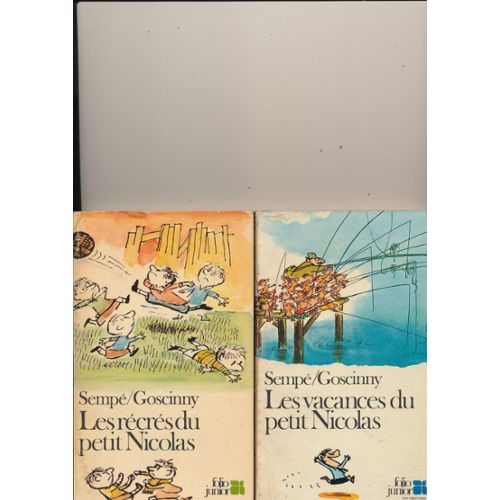 Sempé/Goscinny
Les récrés du
petit Nicolas
folio
junior
Sempé/Goscinny
Les vacances du
petit Nicolas
folio
junior